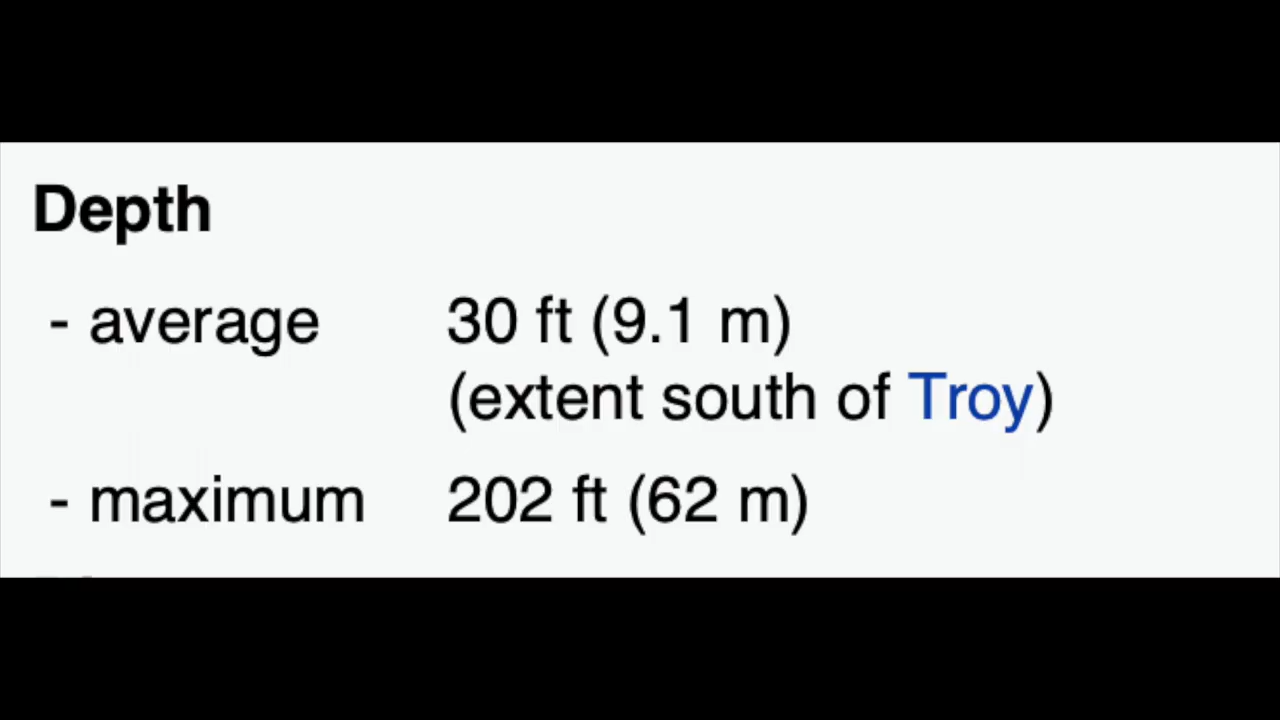 Depth
- average 30 ft (9.1 m)
(extent south of Troy)
- maximum 202 ft (62 m)